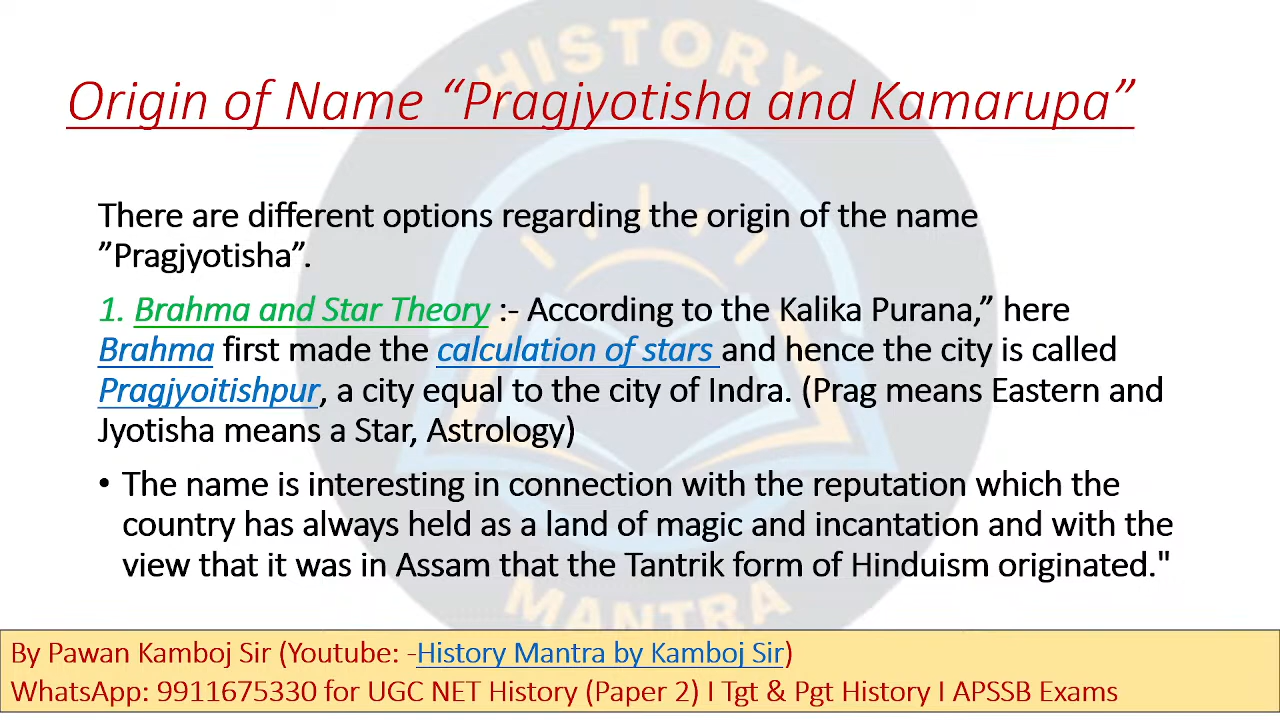 HISTORY
Origin of Name “Pragjyotisha and Kamarupa”
There are different options regarding the origin of the name
”Pragjyotisha”.
1. Brahma and Star Theory :- According to the Kalika Purana,” here
Brahma first made the calculation of stars and hence the city is called
Pragjyoitishpur, a city equal to the city of Indra. (Prag means Eastern and
Jyotisha means a Star, Astrology)
• The name is interesting in connection with the reputation which the
country has always held as a land of magic and incantation and with the
view that it was in Assam that the Tantrik form of Hinduism originated."
MANTRA
By Pawan Kamboj Sir (Youtube: -History Mantra by Kamboj Sir)
WhatsApp: 9911675330 for UGC NET History (Paper 2) I Tgt & Pgt History I APSSB Exams